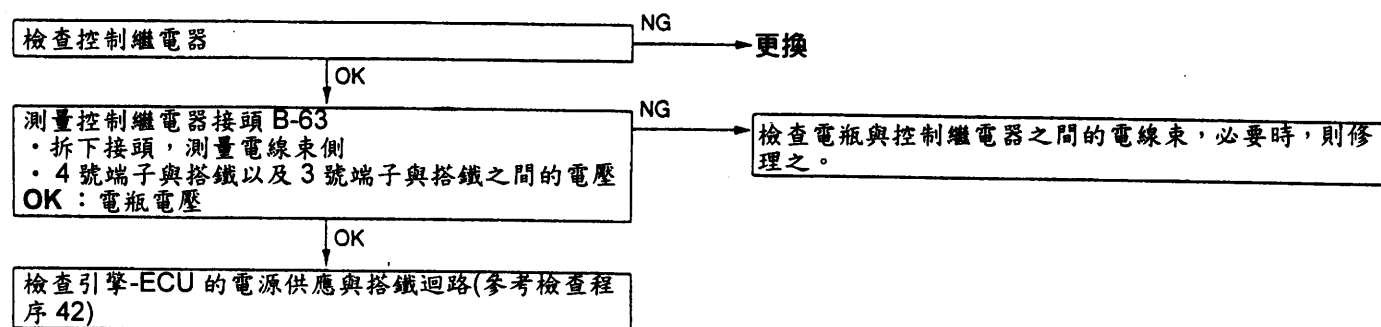 檢查控制繼電器
NG
更換
OK
測量控制繼電器接頭 B-63
・拆下接頭，測量電線束側
・4 號端子與搭鐵以及 3 號端子與搭鐵之間的電壓
OK ：電瓶電壓
NG
檢查電瓶與控制繼電器之間的電線束，必要時，則修
理之。
OK
檢查引擎-ECU 的電源供應與搭鐵迴路(參考檢查程
序 42)